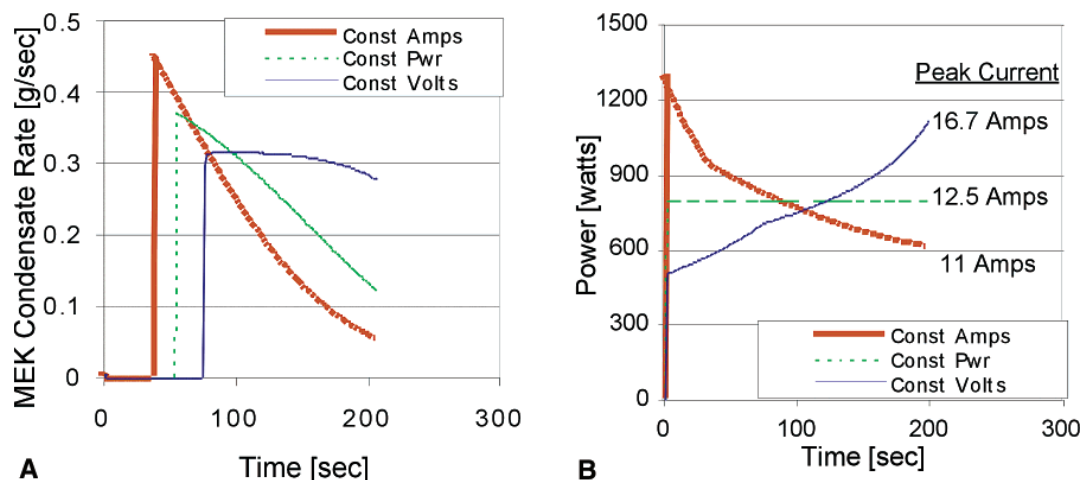 MEK Condensate Rate [g/sec]
0.5
0.4
0.3
0.2
0.1
0
Const Amps
Const Pwr
Const Volts
0
100
200
300
Time [sec]
A
Power [watts]
1500
1200
900
600
300
0
Peak Current
16.7 Amps
12.5 Amps
11 Amps
Const Amps
Const Pwr
Const Volts
0
100
200
300
Time [sec]
B